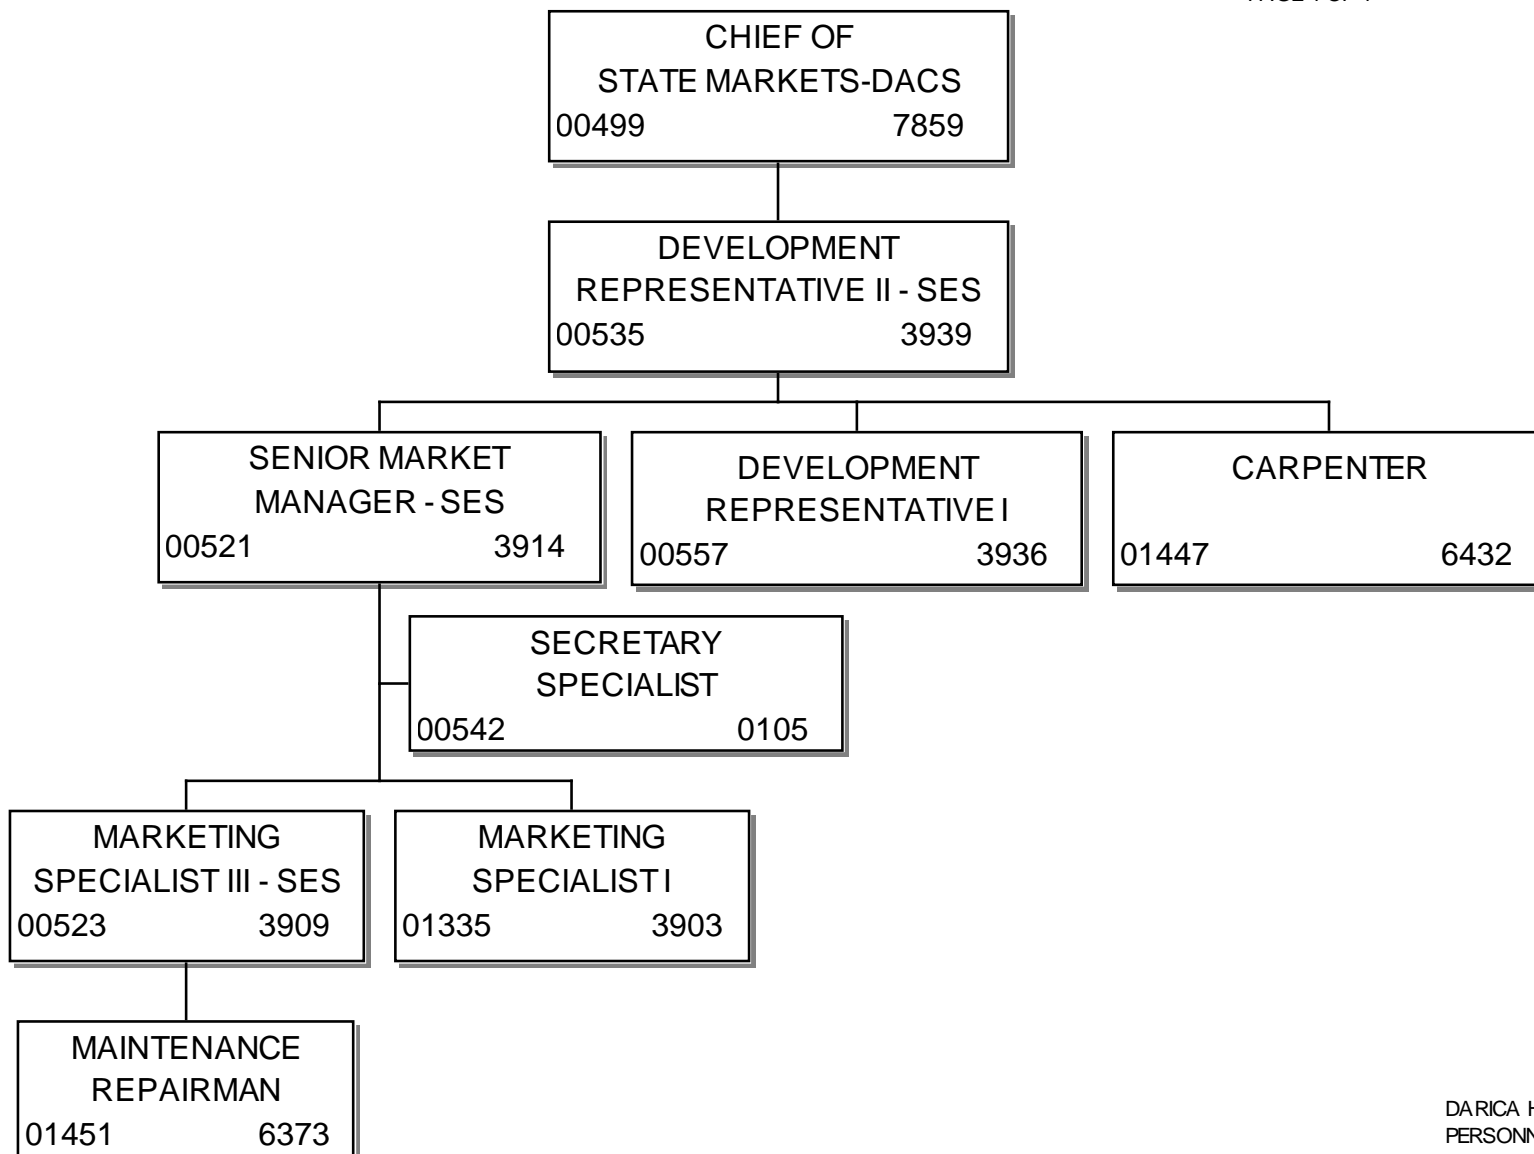 CHIEF OF
STATE MARKETS-DACS
00499 7859
DEVELOPMENT
REPRESENTATIVE II - SES
00535 3939
SENIOR MARKET
MANAGER - SES
00521 3914
DEVELOPMENT
REPRESENTATIVE I
00557 3936
CARPENTER
01447 6432
SECRETARY
SPECIALIST
00542 0105
MARKETING
SPECIALIST III - SES
00523 3909
MARKETING
SPECIALIST I
01335 3903
MAINTENANCE
REPAIRMAN
01451 6373
DARICA H
PERSONN